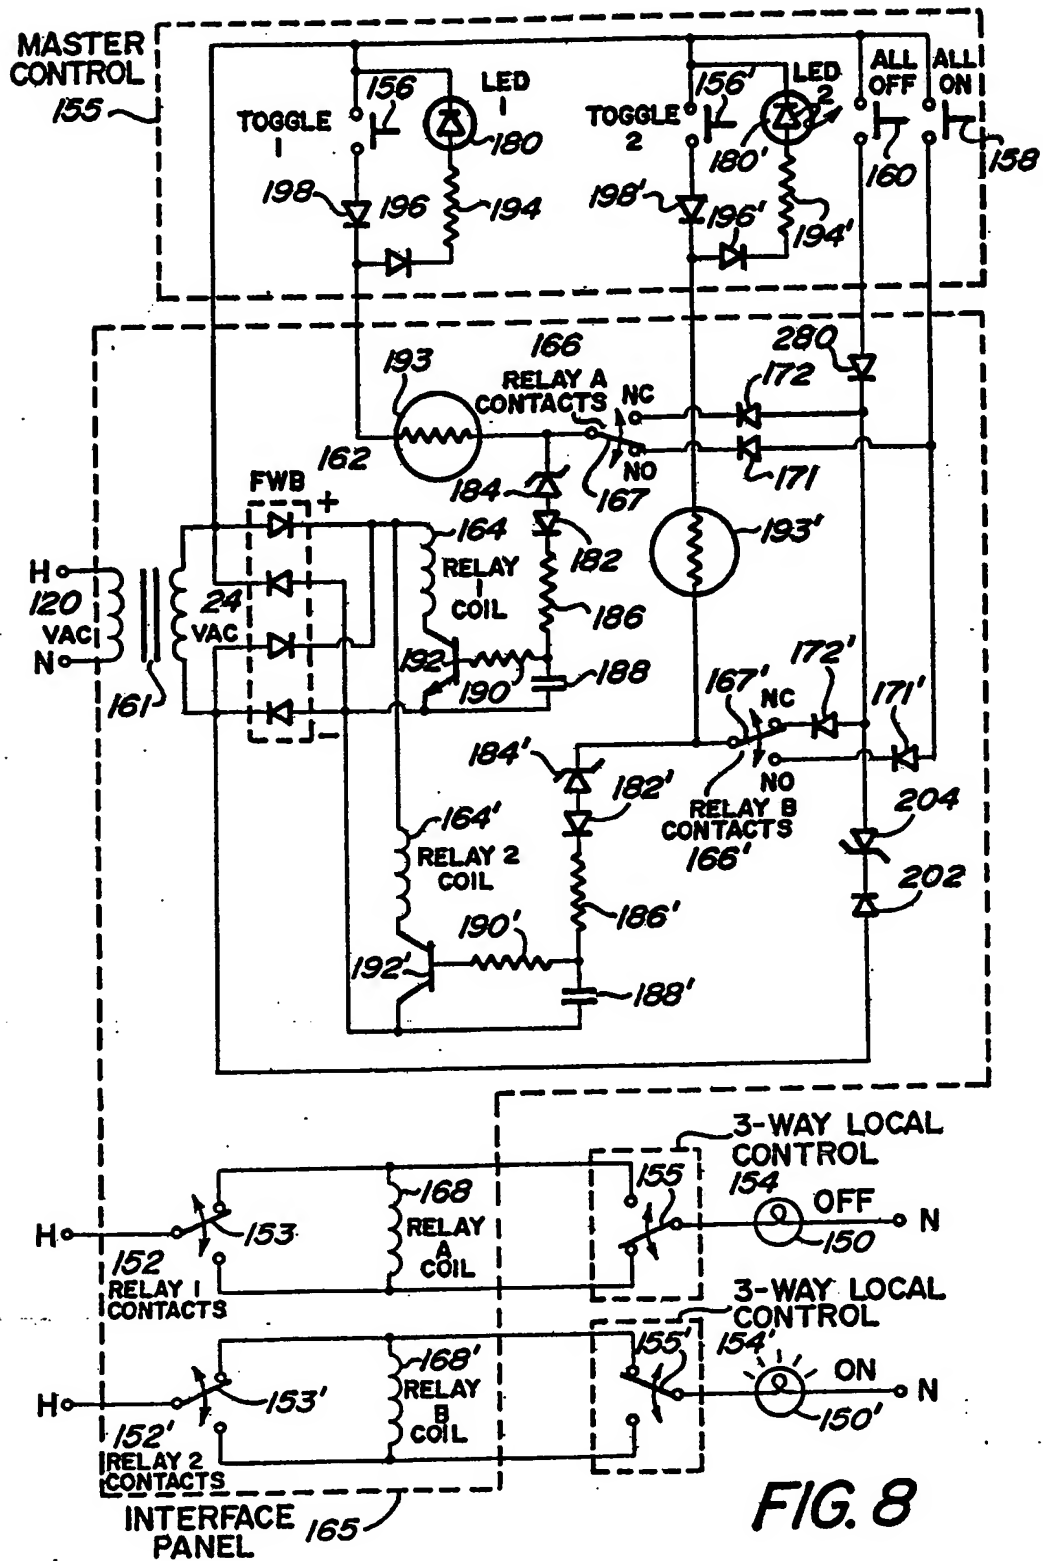 MASTER
CONTROL
155
TOGGLE
1
156
LED
1
180
198
196
194
TOGGLE
2
156'
LED
2
180'
198'
196'
194'
ALL
OFF
160
ALL
ON
158
193
166
RELAY A
CONTACTS
NC
NO
167
280
172
171
162
FWB
+
184
182
193'
164
RELAY
1
COIL
186
H
120
VAC
N
24
VAC
161
192
190
188
-
167'
NC
172'
171'
NO
RELAY B
CONTACTS
166'
184'
182'
204
202
164'
RELAY 2
COIL
186'
190'
192'
188'
3-WAY LOCAL
CONTROL
H
153
152
RELAY 1
CONTACTS
168
RELAY
A
COIL
155
154
OFF
150
N
3-WAY LOCAL
CONTROL
H
153'
152'
RELAY 2
CONTACTS
168'
RELAY
B
COIL
155'
154'
ON
150'
N
INTERFACE
PANEL
165
FIG. 8